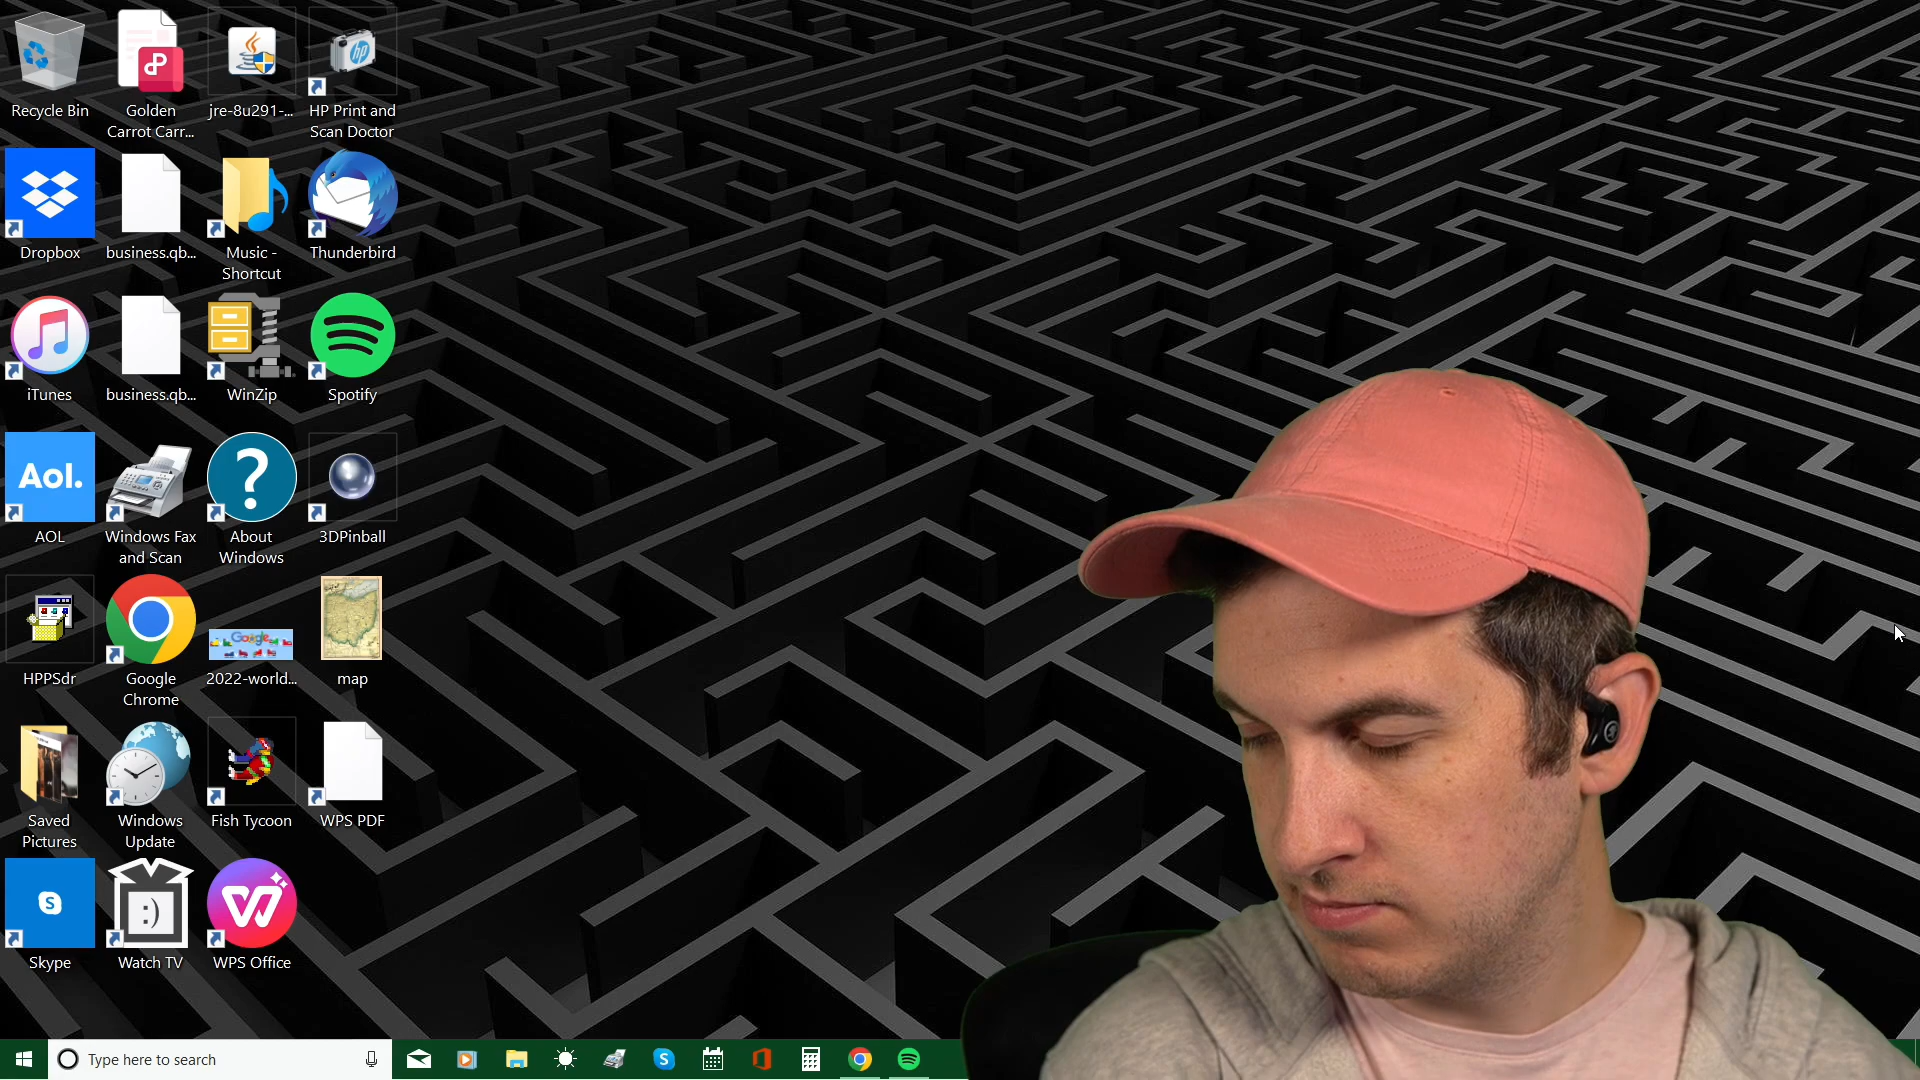 Recycle Bin
Golden
Carrot Carr...
jre-8u291-...
HP Print and
Scan Doctor
Dropbox
business.qb...
Music -
Shortcut
Thunderbird
iTunes
business.qb...
WinZip
Spotify
Aol.
AOL
Windows Fax
and Scan
?
About
Windows
3DPinball
HPPSdr
Google
Chrome
Google
2022-world...
map
Saved
Pictures
Windows
Update
Fish Tycoon
WPS PDF
S
Skype
:)
Watch TV
W
WPS Office
Type here to search